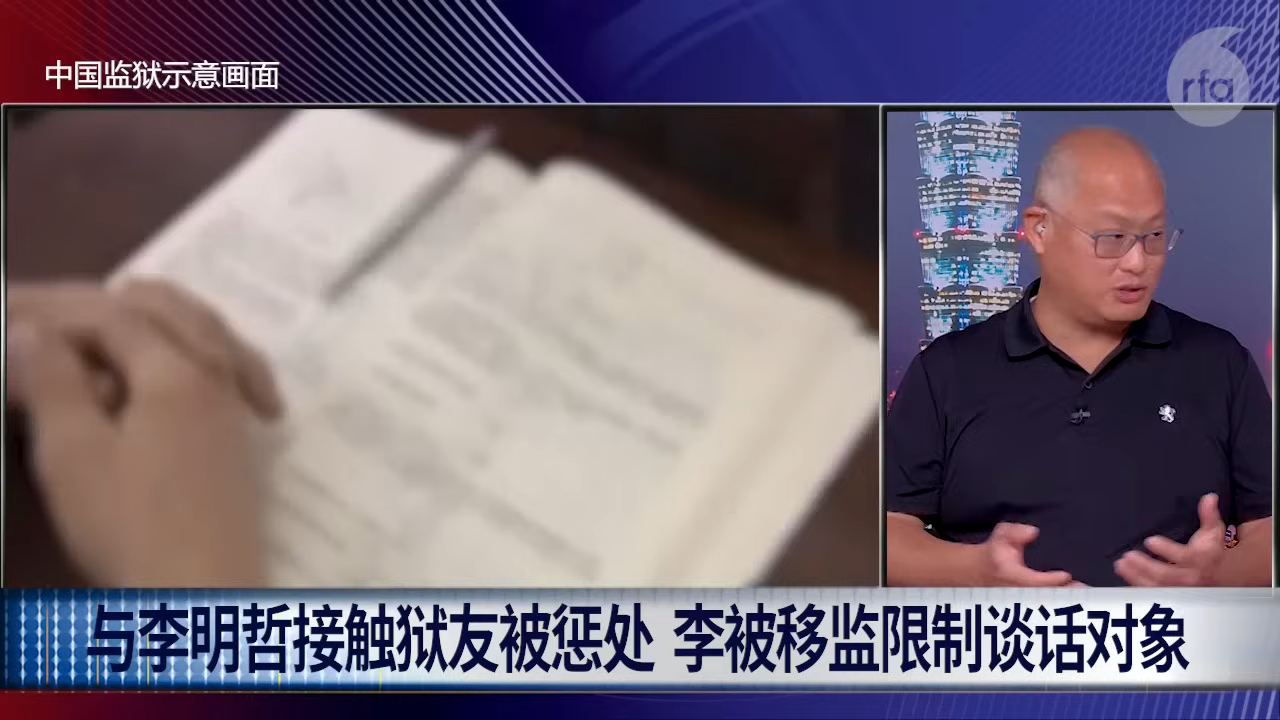 中国监狱示意画面
rfa
与李明哲接触狱友被惩处 李被移监限制谈话对象